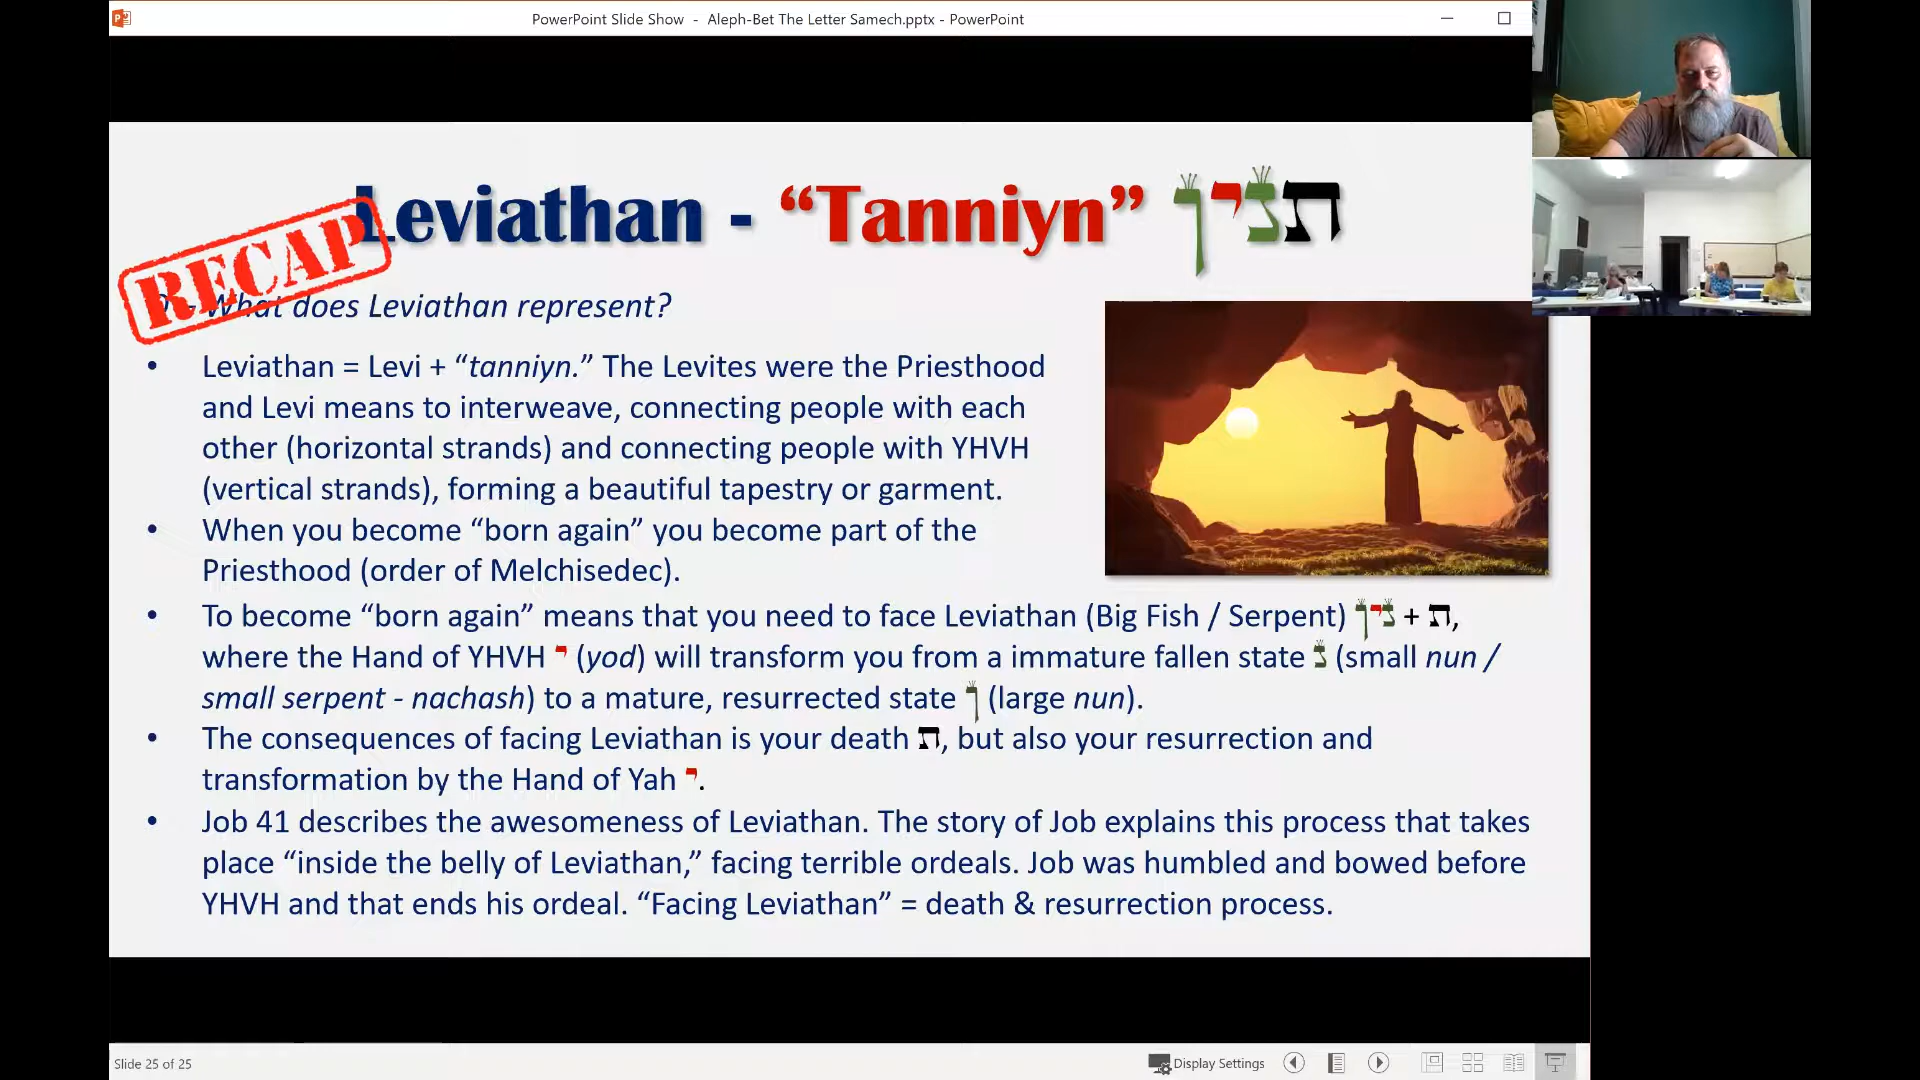 PowerPoint Slide Show - Aleph-Bet The Letter Samech.pptx - PowerPoint
Leviathan - “Tanniyn” תנין
RECAP
What does Leviathan represent?
• Leviathan = Levi + “tanniyn.” The Levites were the Priesthood
and Levi means to interweave, connecting people with each
other (horizontal strands) and connecting people with YHVH
(vertical strands), forming a beautiful tapestry or garment.
• When you become “born again” you become part of the
Priesthood (order of Melchisedec).
• To become “born again” means that you need to face Leviathan (Big Fish / Serpent) נין + ת,
where the Hand of YHVH י (yod) will transform you from a immature fallen state נ (small nun /
small serpent - nachash) to a mature, resurrected state ן (large nun).
• The consequences of facing Leviathan is your death ת, but also your resurrection and
transformation by the Hand of Yah י.
• Job 41 describes the awesomeness of Leviathan. The story of Job explains this process that takes
place “inside the belly of Leviathan,” facing terrible ordeals. Job was humbled and bowed before
YHVH and that ends his ordeal. “Facing Leviathan” = death & resurrection process.
Slide 25 of 25
Display Settings